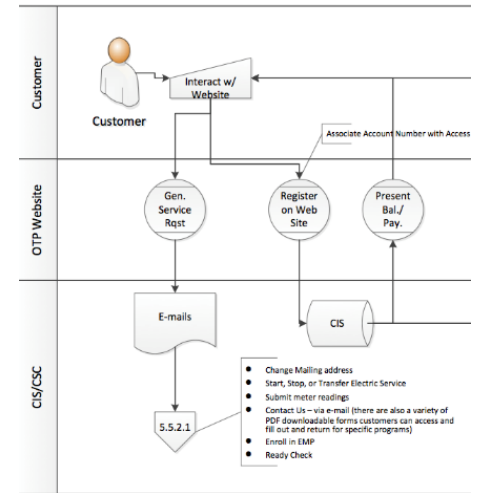 Customer
Interact w/
Website
Customer
Associate Account Number with Access
OTP Website
Gen.
Service
Rqst
Register
on Web
Site
Present
Bal./
Pay.
CIS/CSC
E-mails
CIS
5.5.2.1
● Change Mailing address
● Start, Stop, or Transfer Electric Service
● Submit meter readings
● Contact Us – via e-mail (there are also a variety of
PDF downloadable forms customers can access and
fill out and return for specific programs)
● Enroll in EMP
● Ready Check